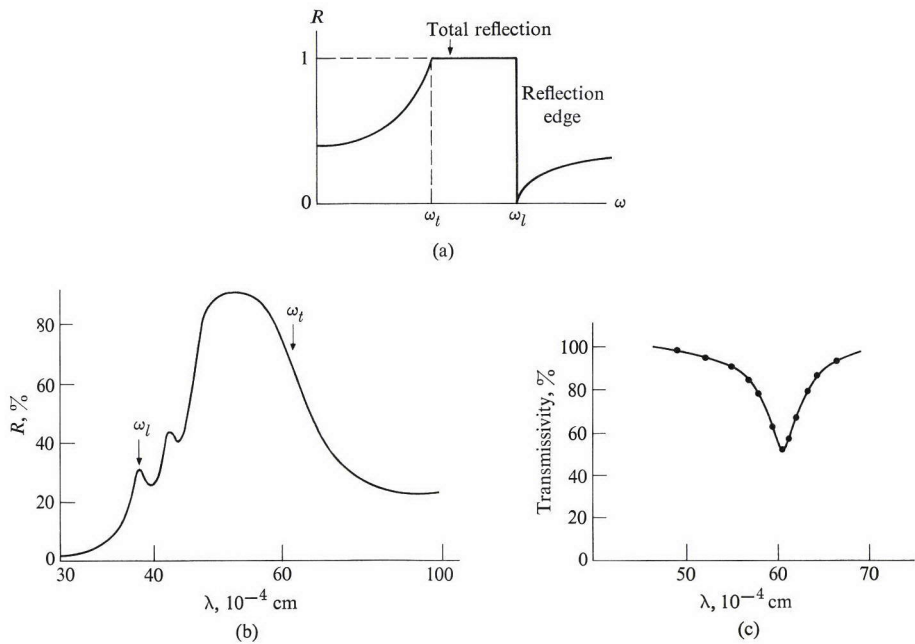 R
Total reflection
1
Reflection
edge
0
ω_t
ω_l
ω
(a)
R, %
80
60
40
20
0
ω_l
ω_t
30
40
60
100
λ, 10⁻⁴ cm
(b)
Transmissivity, %
100
80
60
40
20
0
50
60
70
λ, 10⁻⁴ cm
(c)